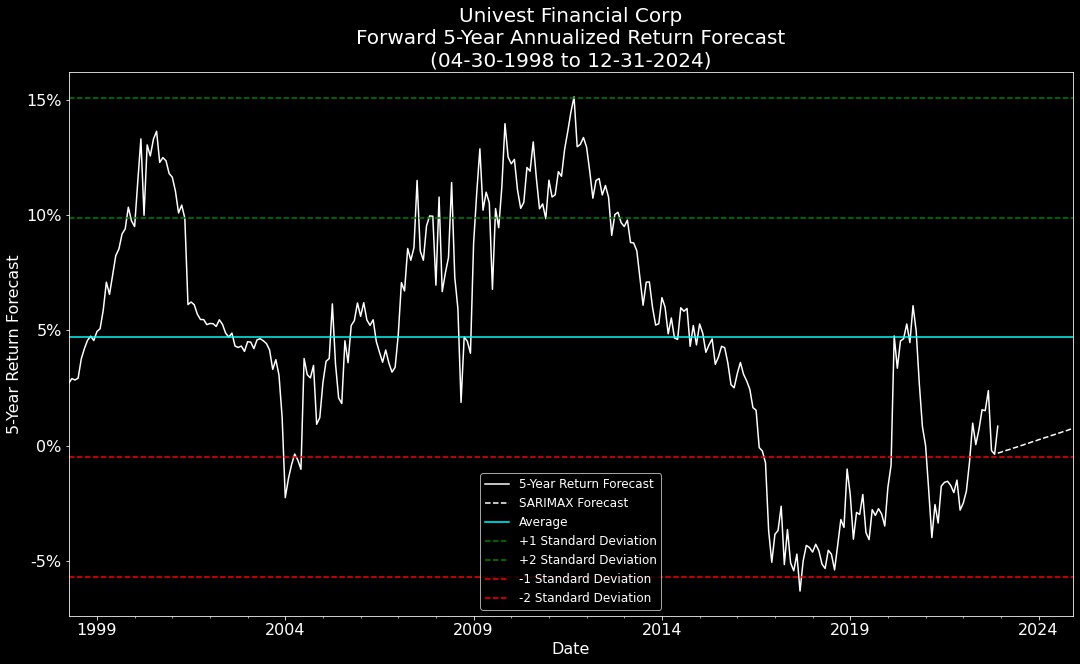 Univest Financial Corp
Forward 5-Year Annualized Return Forecast
(04-30-1998 to 12-31-2024)
15%
10%
5%
0%
-5%
5-Year Return Forecast
5-Year Return Forecast
SARIMAX Forecast
Average
+1 Standard Deviation
+2 Standard Deviation
-1 Standard Deviation
-2 Standard Deviation
1999 2004 2009 2014 2019 2024
Date